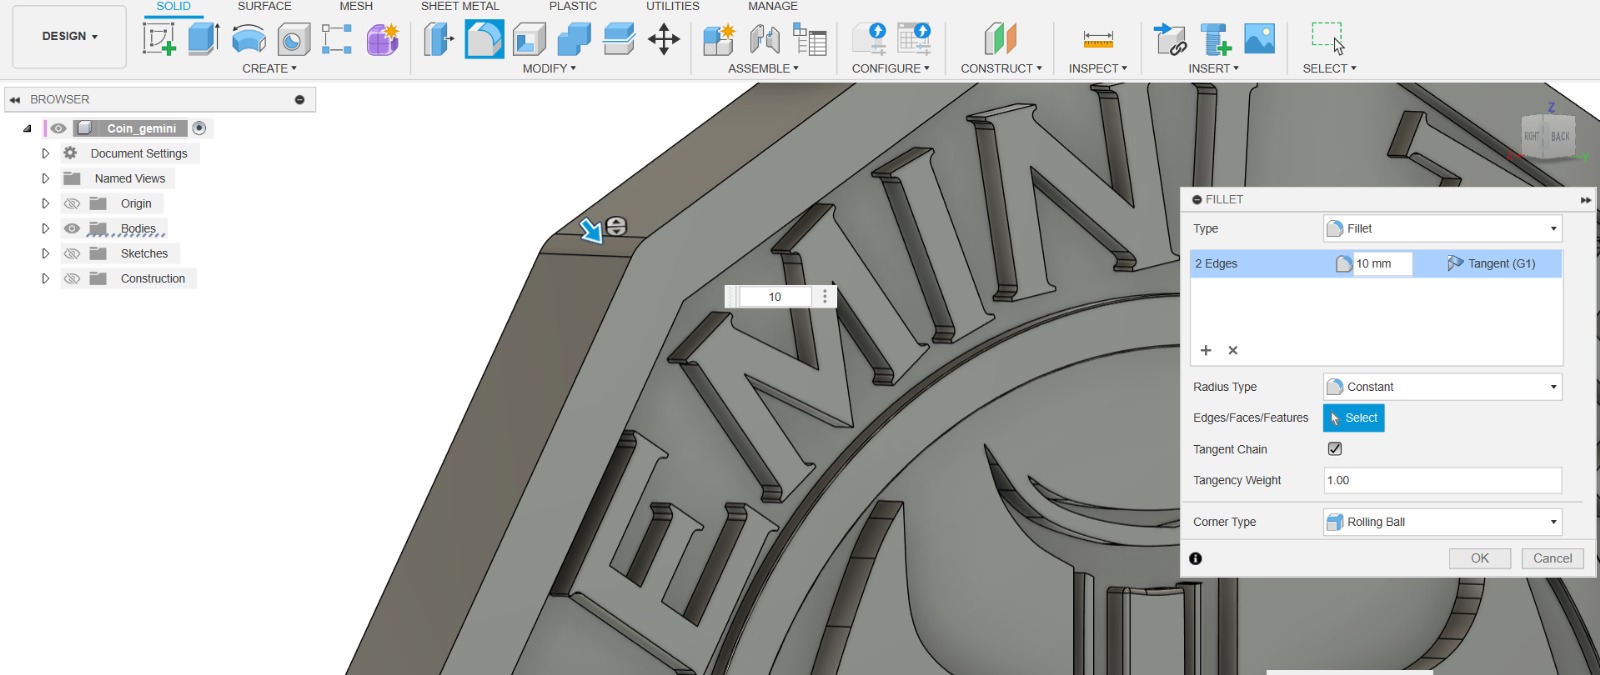 SOLID SURFACE MESH SHEET METAL PLASTIC UTILITIES MANAGE
DESIGN
CREATE MODIFY ASSEMBLE CONFIGURE CONSTRUCT INSPECT INSERT SELECT
BROWSER
Coin_gemini
Document Settings
Named Views
Origin
Bodies
Sketches
Construction
10
EMINI
Z
RIGHT BACK
FILLET
Type Fillet
2 Edges 10 mm Tangent (G1)
Radius Type Constant
Edges/Faces/Features Select
Tangent Chain
Tangency Weight 1.00
Corner Type Rolling Ball
OK Cancel